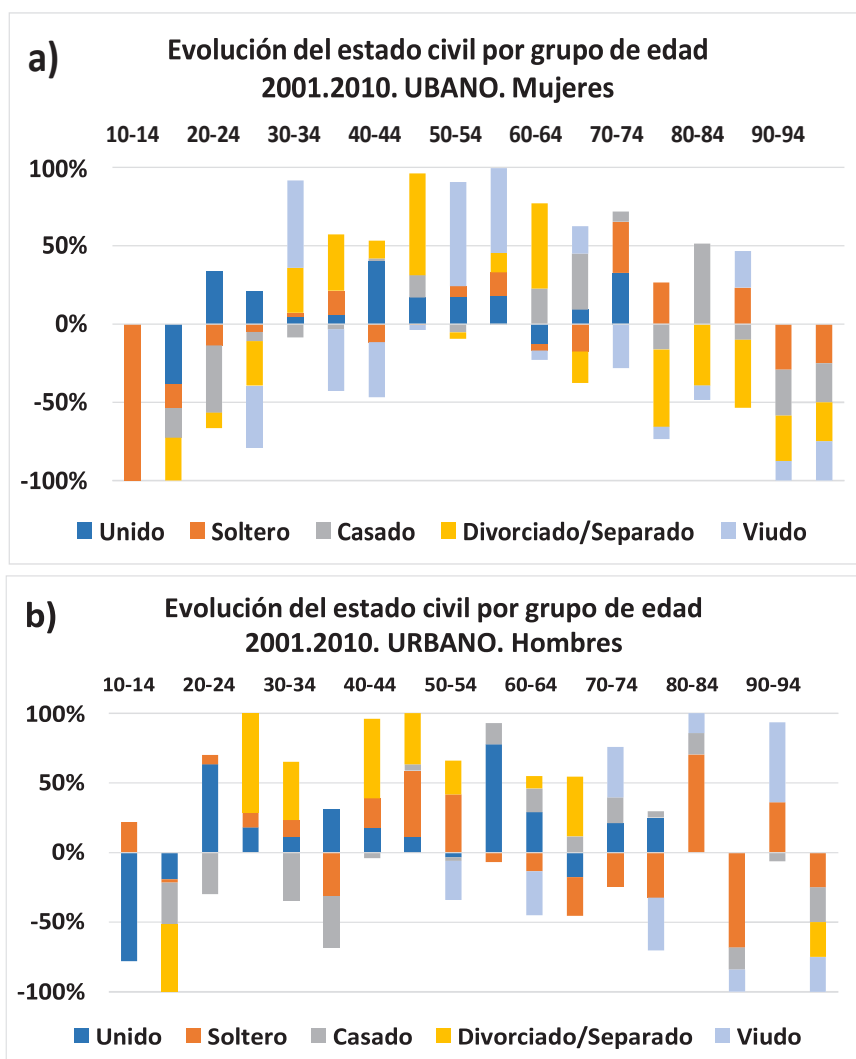 a)
Evolución del estado civil por grupo de edad
2001.2010. UBANO. Mujeres
10-14 20-24 30-34 40-44 50-54 60-64 70-74 80-84 90-94
100%
50%
0%
-50%
-100%
Unido Soltero Casado Divorciado/Separado Viudo
b)
Evolución del estado civil por grupo de edad
2001.2010. URBANO. Hombres
10-14 20-24 30-34 40-44 50-54 60-64 70-74 80-84 90-94
100%
50%
0%
-50%
-100%
Unido Soltero Casado Divorciado/Separado Viudo